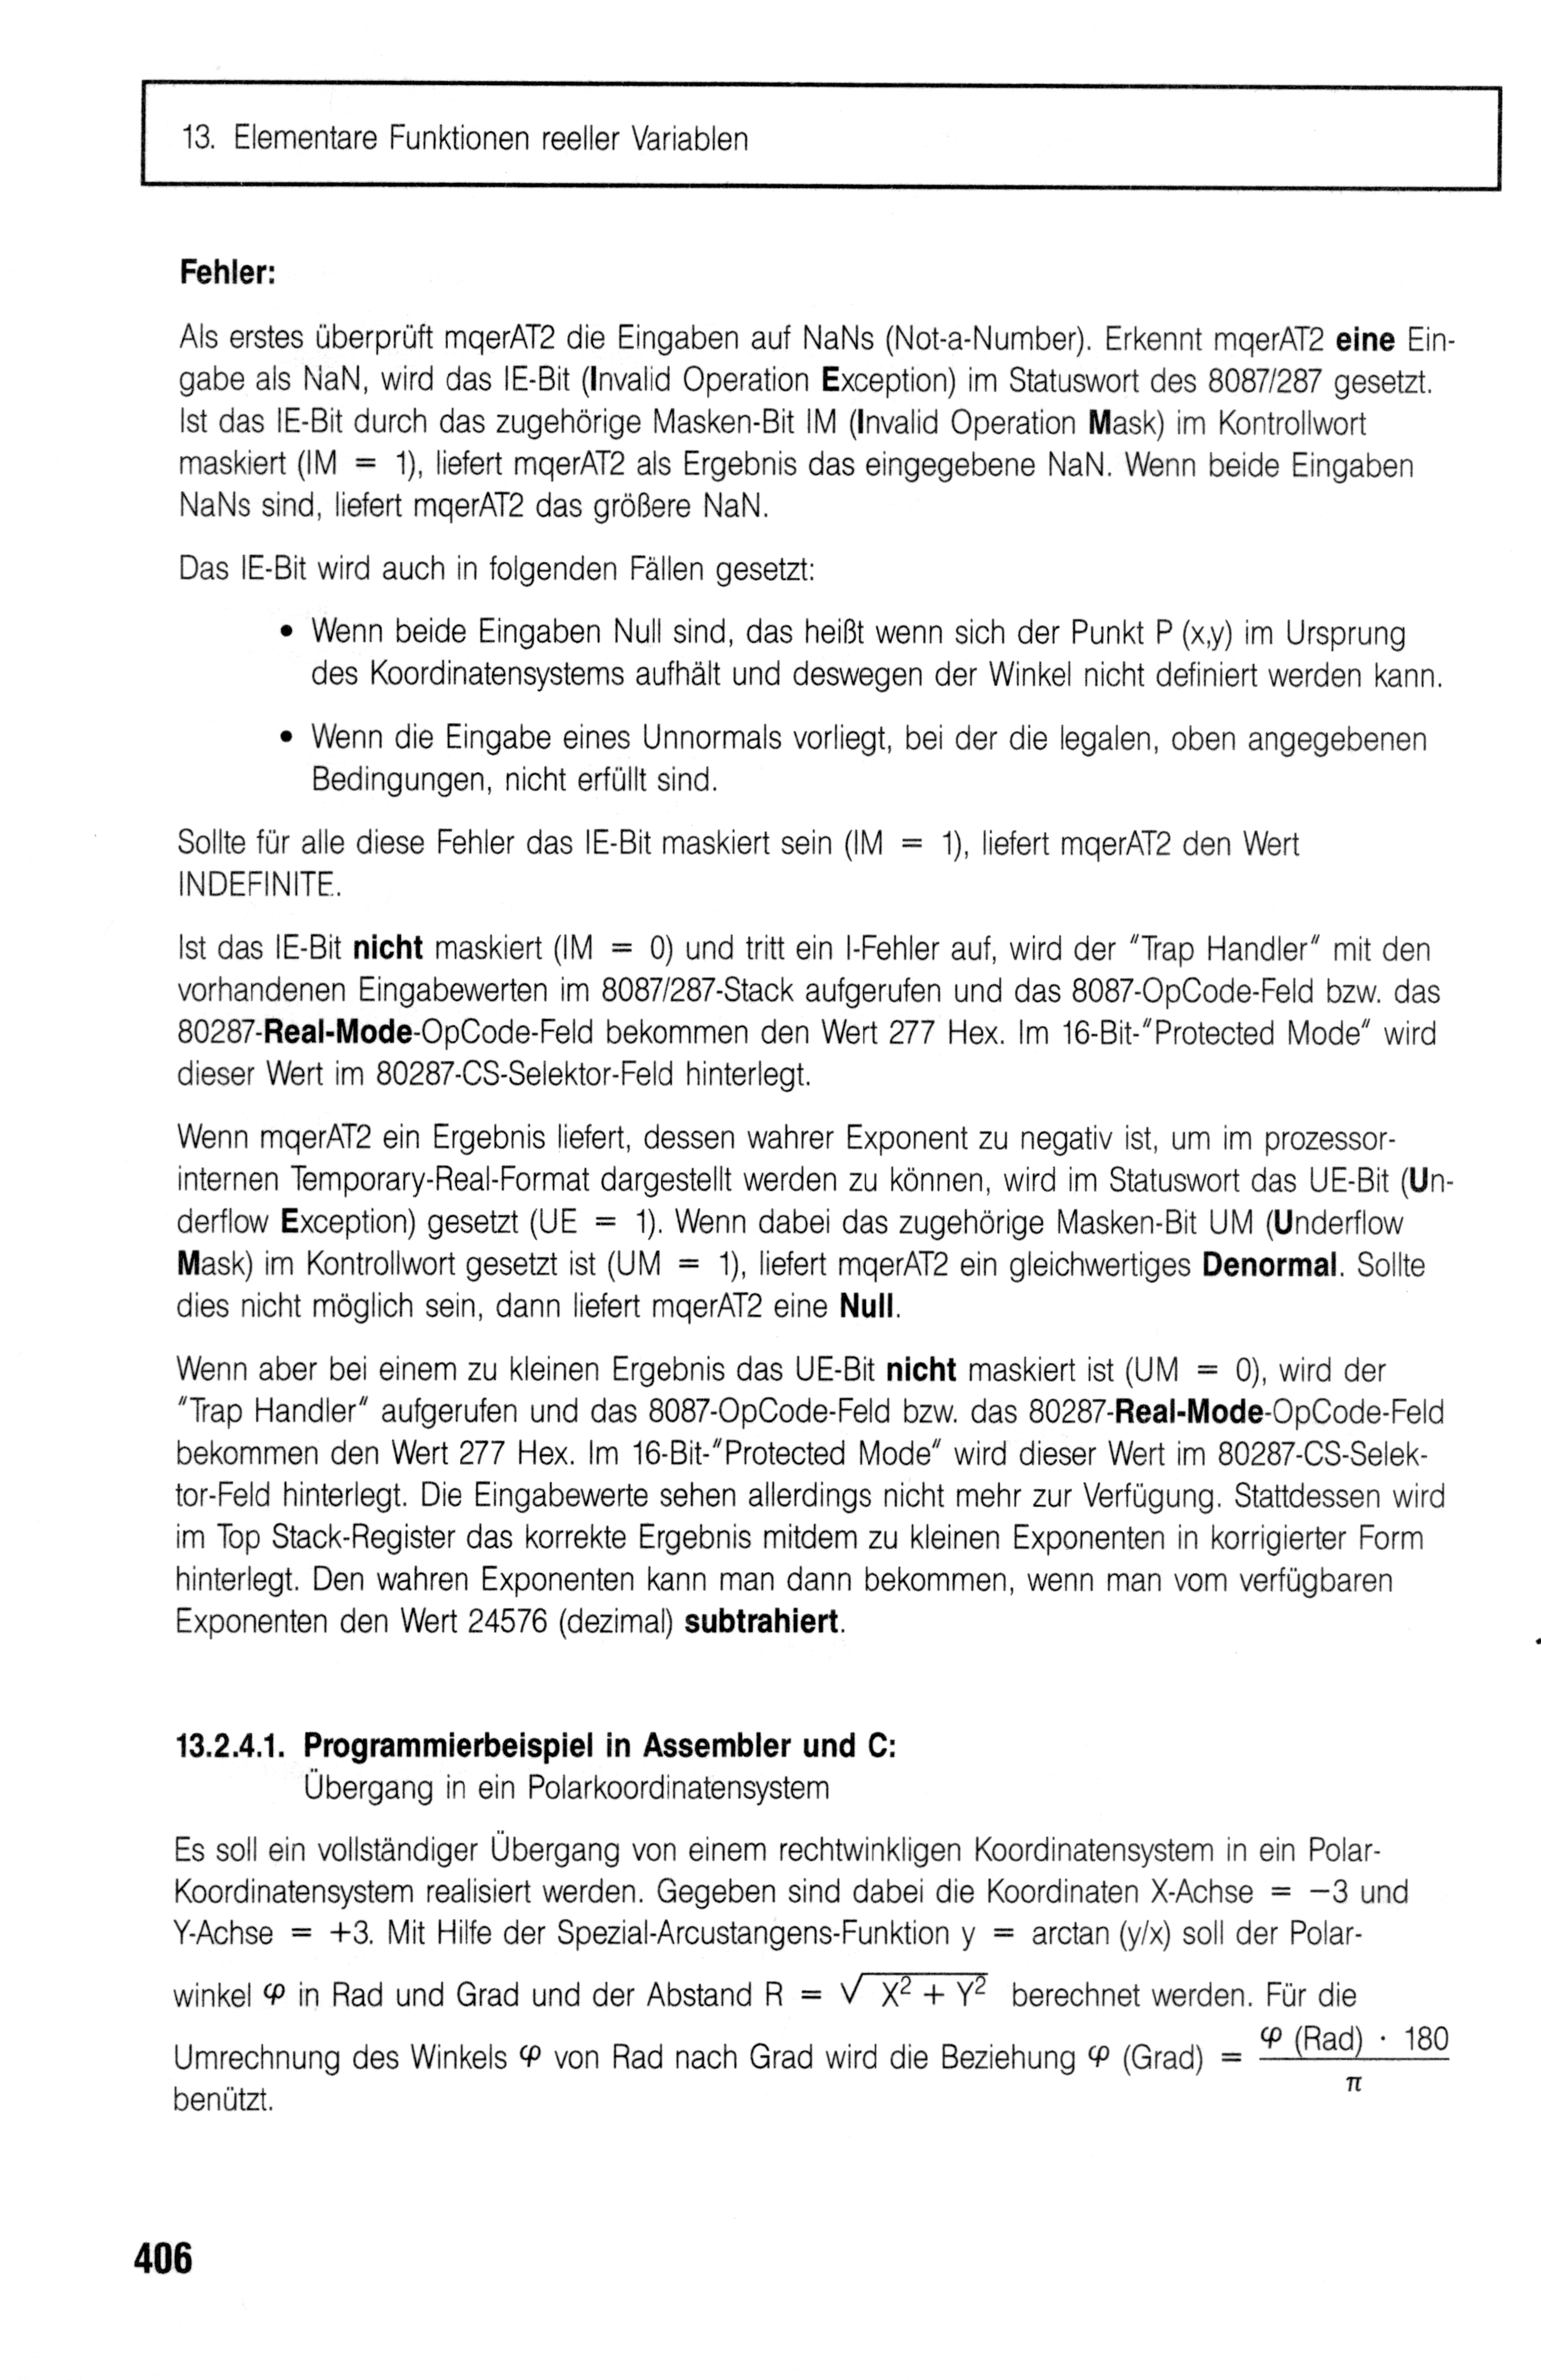 13. Elementare Funktionen reeller Variablen
Fehler:
Als erstes überprüft mqerAT2 die Eingaben auf NaNs (Not-a-Number). Erkennt mqerAT2 eine Ein-
gabe als NaN, wird das IE-Bit (Invalid Operation Exception) im Statuswort des 8087/287 gesetzt.
Ist das IE-Bit durch das zugehörige Masken-Bit IM (Invalid Operation Mask) im Kontrollwort
maskiert (IM = 1), liefert mqerAT2 als Ergebnis das eingegebene NaN. Wenn beide Eingaben
NaNs sind, liefert mqerAT2 das größere NaN.
Das IE-Bit wird auch in folgenden Fällen gesetzt:
• Wenn beide Eingaben Null sind, das heißt wenn sich der Punkt P (x,y) im Ursprung
des Koordinatensystems aufhält und deswegen der Winkel nicht definiert werden kann.
• Wenn die Eingabe eines Unnormals vorliegt, bei der die legalen, oben angegebenen
Bedingungen, nicht erfüllt sind.
Sollte für alle diese Fehler das IE-Bit maskiert sein (IM = 1), liefert mqerAT2 den Wert
INDEFINITE.
Ist das IE-Bit nicht maskiert (IM = 0) und tritt ein I-Fehler auf, wird der "Trap Handler" mit den
vorhandenen Eingabewerten im 8087/287-Stack aufgerufen und das 8087-OpCode-Feld bzw. das
80287-Real-Mode-OpCode-Feld bekommen den Wert 277 Hex. Im 16-Bit-"Protected Mode" wird
dieser Wert im 80287-CS-Selektor-Feld hinterlegt.
Wenn mqerAT2 ein Ergebnis liefert, dessen wahrer Exponent zu negativ ist, um im prozessor-
internen Temporary-Real-Format dargestellt werden zu können, wird im Statuswort das UE-Bit (Un-
derflow Exception) gesetzt (UE = 1). Wenn dabei das zugehörige Masken-Bit UM (Underflow
Mask) im Kontrollwort gesetzt ist (UM = 1), liefert mqerAT2 ein gleichwertiges Denormal. Sollte
dies nicht möglich sein, dann liefert mqerAT2 eine Null.
Wenn aber bei einem zu kleinen Ergebnis das UE-Bit nicht maskiert ist (UM = 0), wird der
"Trap Handler" aufgerufen und das 8087-OpCode-Feld bzw. das 80287-Real-Mode-OpCode-Feld
bekommen den Wert 277 Hex. Im 16-Bit-"Protected Mode" wird dieser Wert im 80287-CS-Selek-
tor-Feld hinterlegt. Die Eingabewerte sehen allerdings nicht mehr zur Verfügung. Stattdessen wird
im Top Stack-Register das korrekte Ergebnis mitdem zu kleinen Exponenten in korrigierter Form
hinterlegt. Den wahren Exponenten kann man dann bekommen, wenn man vom verfügbaren
Exponenten den Wert 24576 (dezimal) subtrahiert.
13.2.4.1. Programmierbeispiel in Assembler und C:
Übergang in ein Polarkoordinatensystem
Es soll ein vollständiger Übergang von einem rechtwinkligen Koordinatensystem in ein Polar-
Koordinatensystem realisiert werden. Gegeben sind dabei die Koordinaten X-Achse = −3 und
Y-Achse = +3. Mit Hilfe der Spezial-Arcustangens-Funktion y = arctan (y/x) soll der Polar-
winkel φ in Rad und Grad und der Abstand R = √ X² + Y² berechnet werden. Für die
Umrechnung des Winkels φ von Rad nach Grad wird die Beziehung φ (Grad) = φ (Rad) · 180
π
benützt.
406